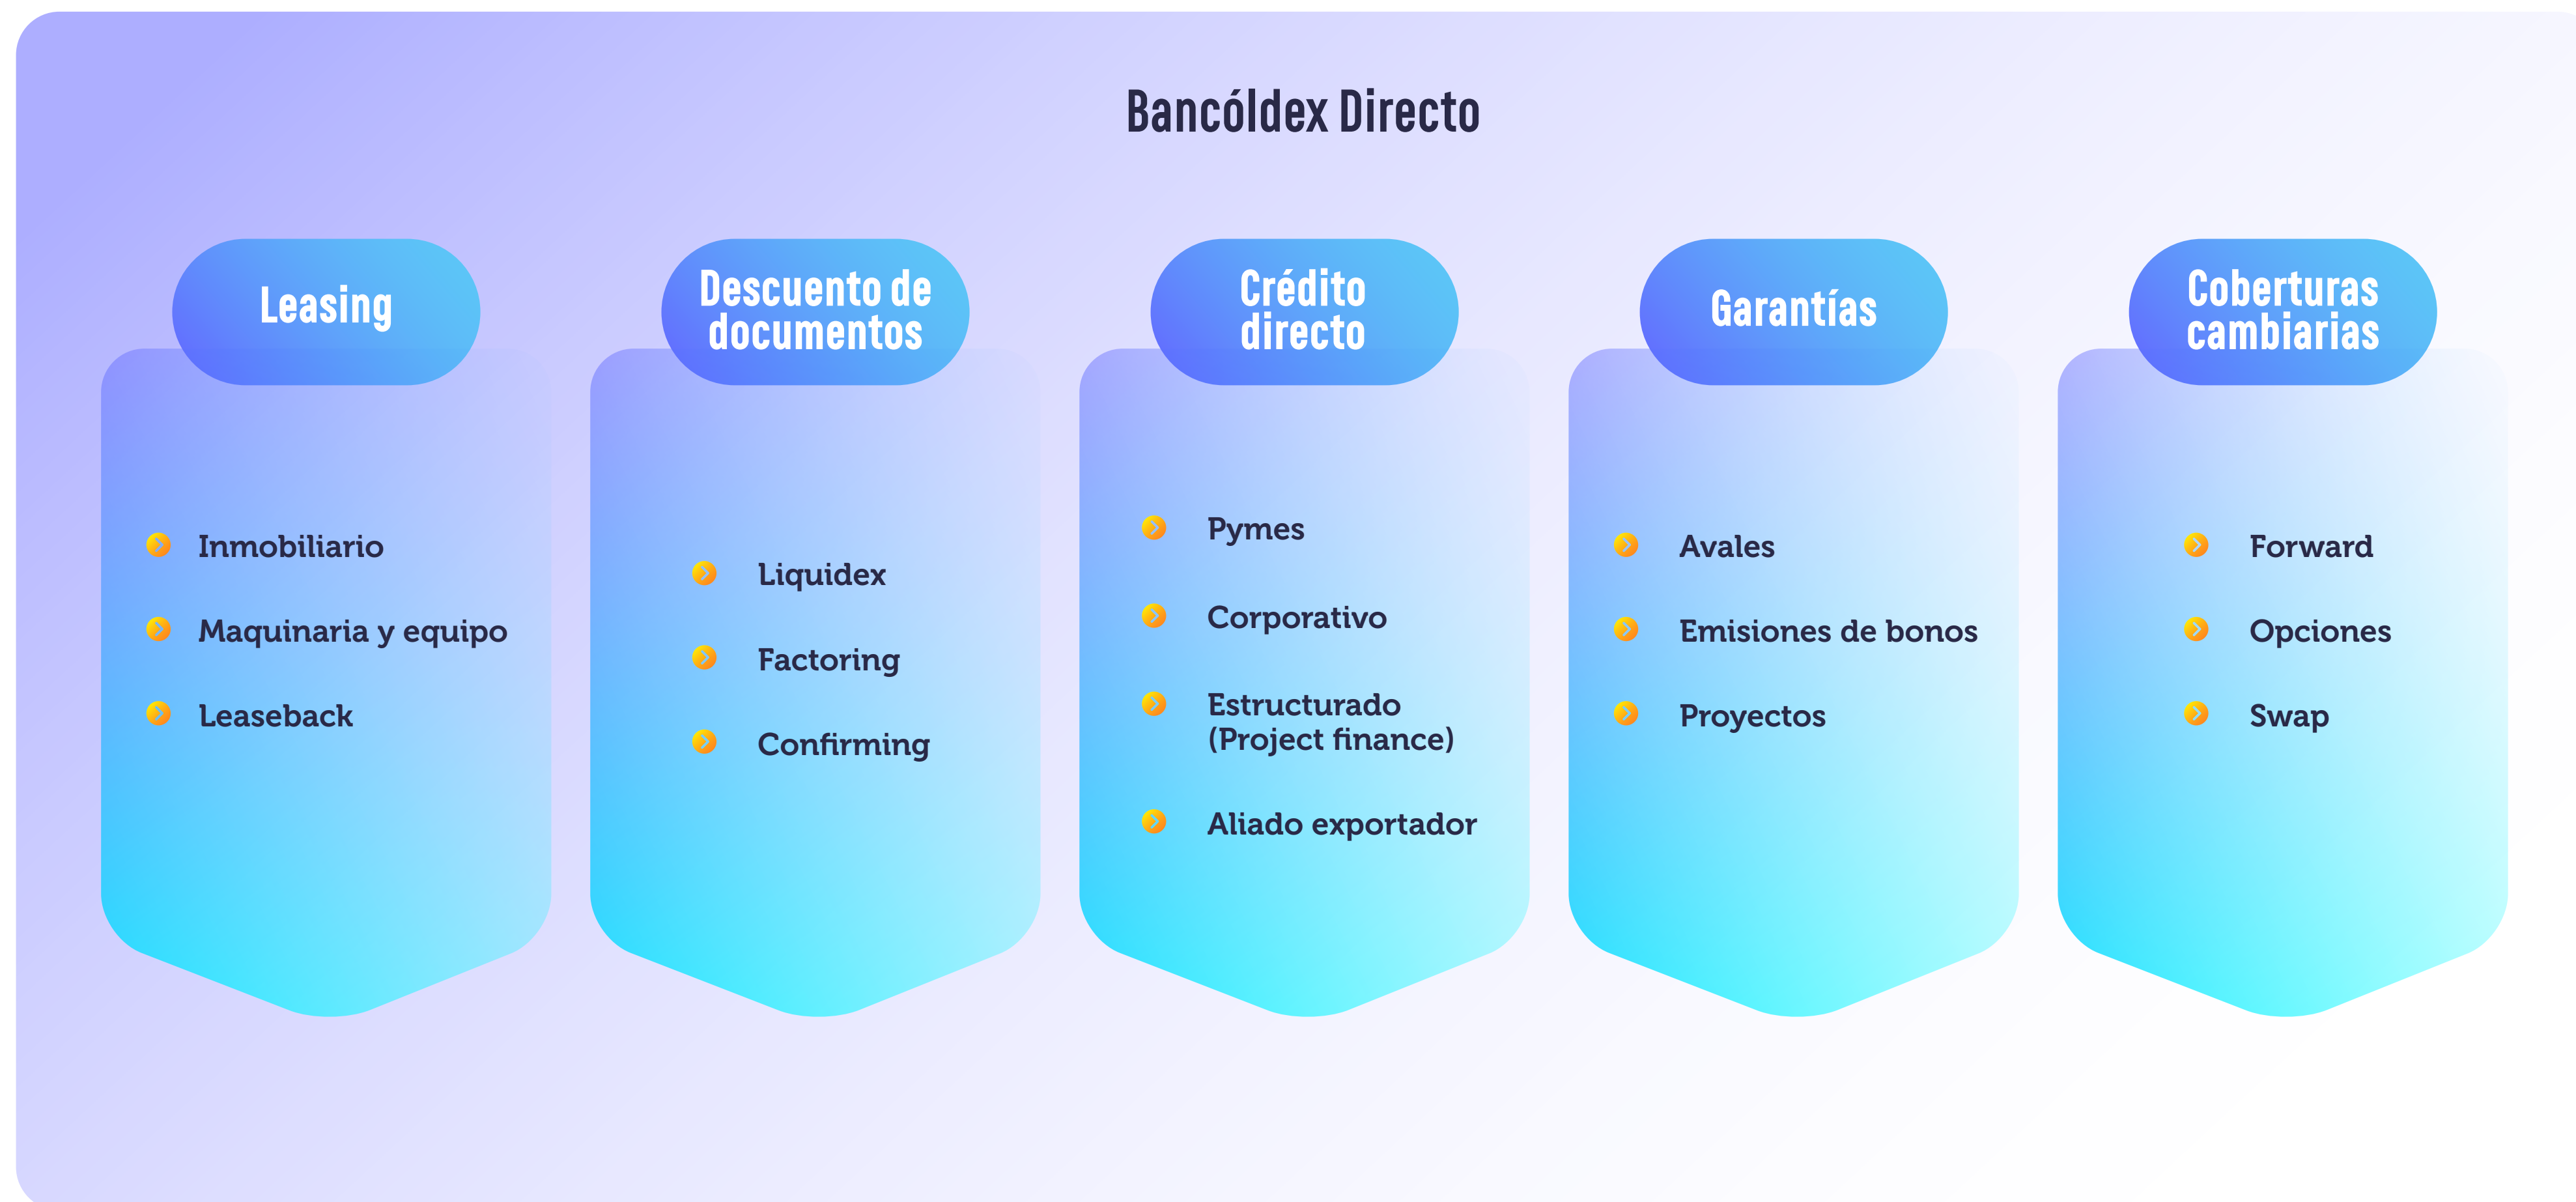 Bancóldex Directo
Leasing
Inmobiliario
Maquinaria y equipo
Leaseback
Descuento de
documentos
Liquidex
Factoring
Confirming
Crédito
directo
Pymes
Corporativo
Estructurado
(Project finance)
Aliado exportador
Garantías
Avales
Emisiones de bonos
Proyectos
Coberturas
cambiarias
Forward
Opciones
Swap